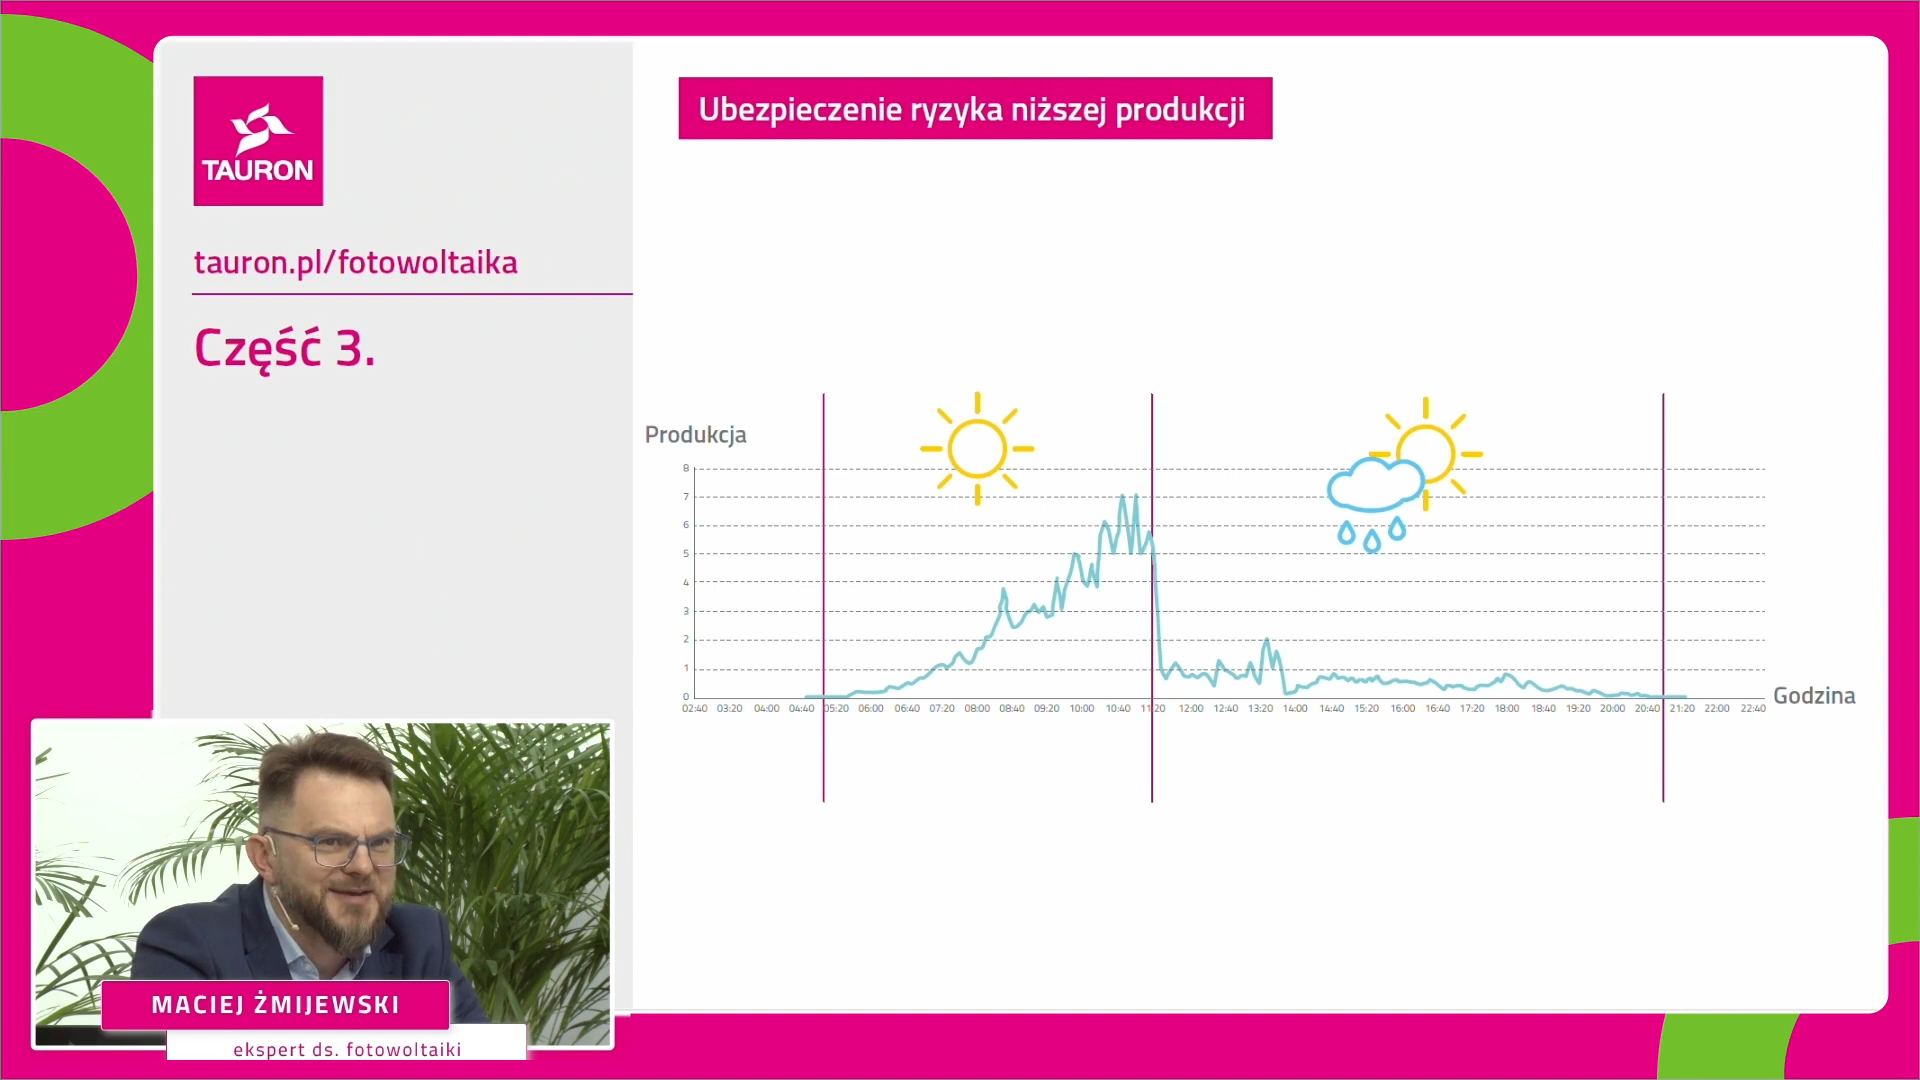 TAURON
tauron.pl/fotowoltaika
Część 3.
Ubezpieczenie ryzyka niższej produkcji
Produkcja
8
7
6
5
4
3
2
1
0
02:40 03:20 04:00 04:40 05:20 06:00 06:40 07:20 08:00 08:40 09:20 10:00 10:40 11:20 12:00 12:40 13:20 14:00 14:40 15:20 16:00 16:40 17:20 18:00 18:40 19:20 20:00 20:40 21:20 22:00 22:40
Godzina
MACIEJ ŻMIJEWSKI
ekspert ds. fotowoltaiki